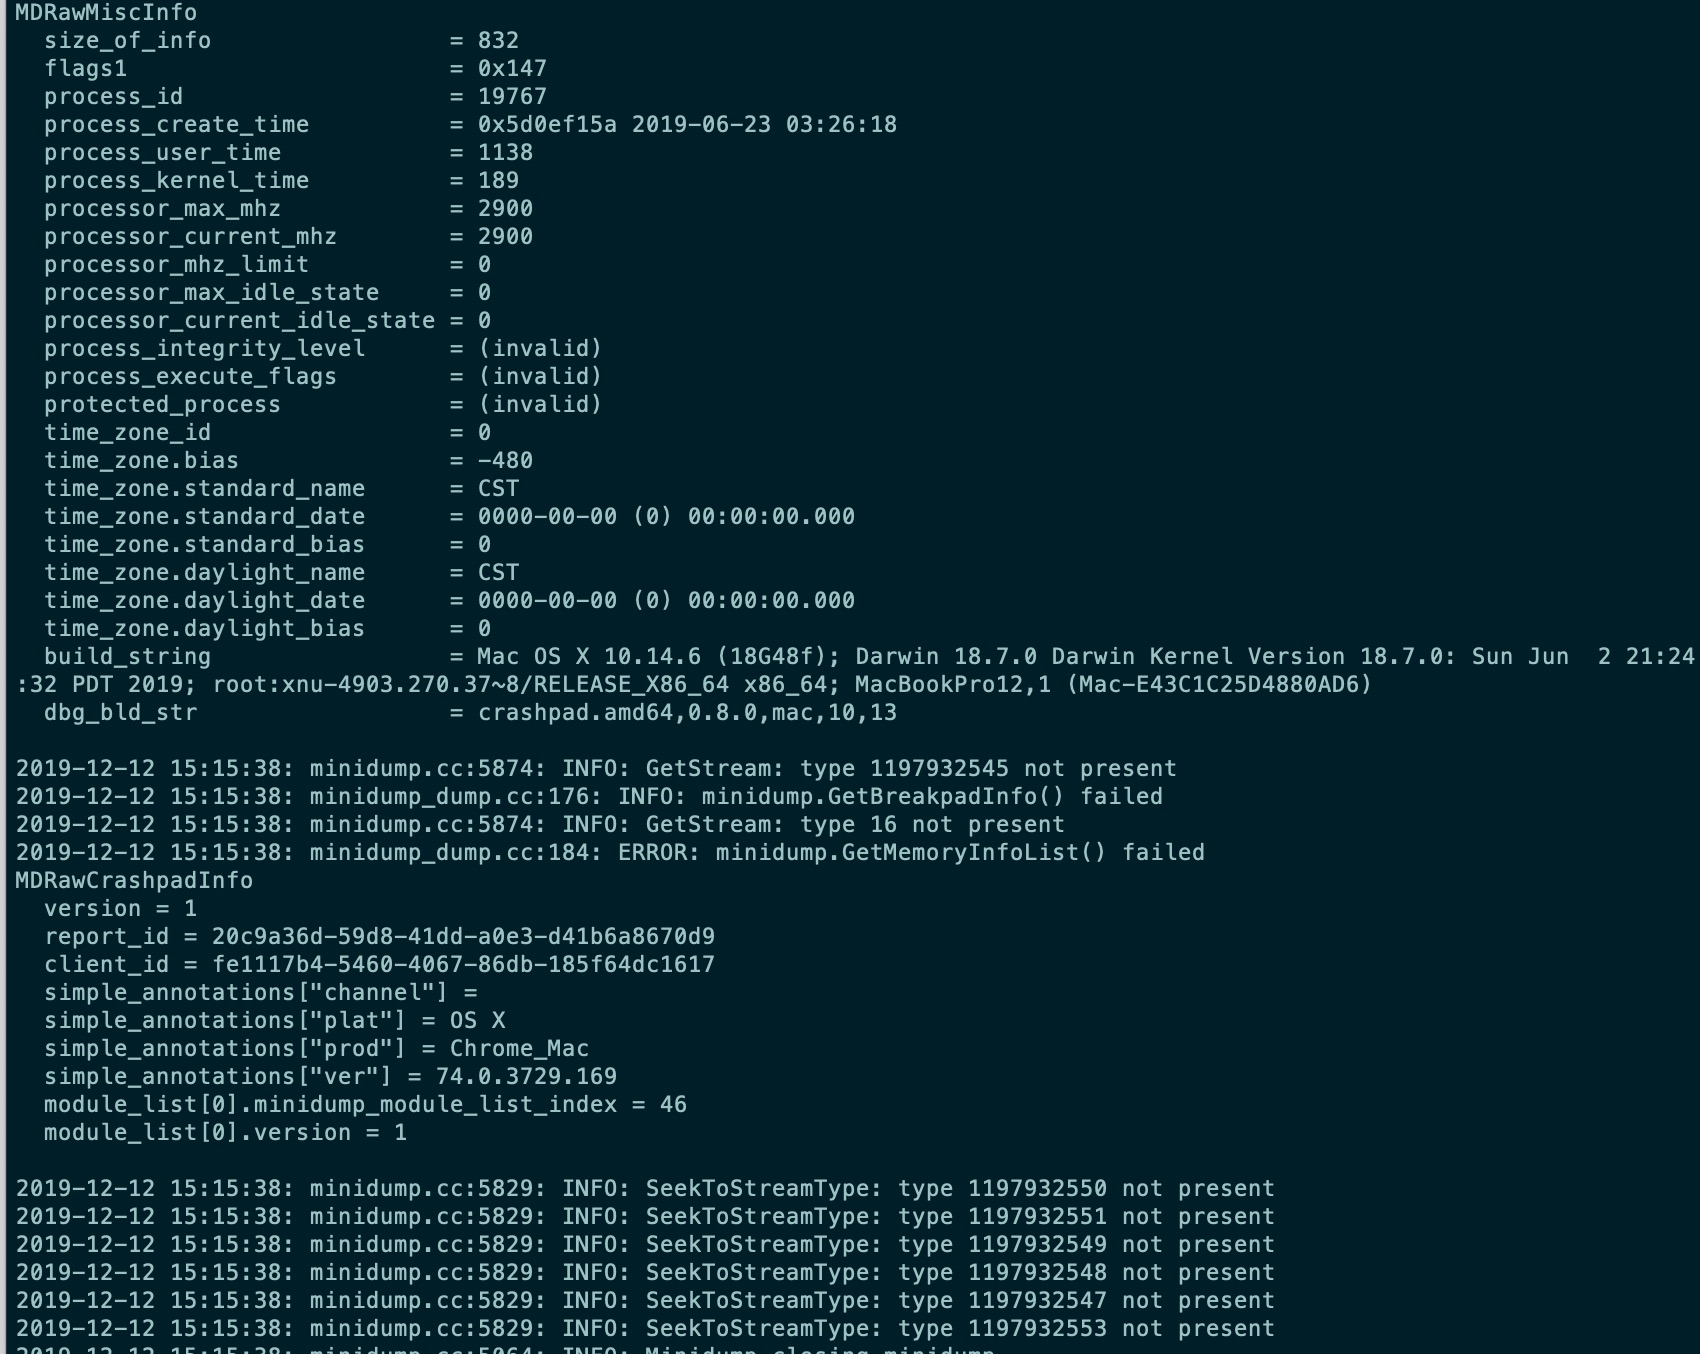 MDRawMiscInfo
  size_of_info                 = 832
  flags1                       = 0x147
  process_id                   = 19767
  process_create_time          = 0x5d0ef15a 2019-06-23 03:26:18
  process_user_time            = 1138
  process_kernel_time          = 189
  processor_max_mhz            = 2900
  processor_current_mhz        = 2900
  processor_mhz_limit          = 0
  processor_max_idle_state     = 0
  processor_current_idle_state = 0
  process_integrity_level      = (invalid)
  process_execute_flags        = (invalid)
  protected_process            = (invalid)
  time_zone_id                 = 0
  time_zone.bias               = -480
  time_zone.standard_name      = CST
  time_zone.standard_date      = 0000-00-00 (0) 00:00:00.000
  time_zone.standard_bias      = 0
  time_zone.daylight_name      = CST
  time_zone.daylight_date      = 0000-00-00 (0) 00:00:00.000
  time_zone.daylight_bias      = 0
  build_string                 = Mac OS X 10.14.6 (18G48f); Darwin 18.7.0 Darwin Kernel Version 18.7.0: Sun Jun  2 21:24
:32 PDT 2019; root:xnu-4903.270.37~8/RELEASE_X86_64 x86_64; MacBookPro12,1 (Mac-E43C1C25D4880AD6)
  dbg_bld_str                  = crashpad.amd64,0.8.0,mac,10,13

2019-12-12 15:15:38: minidump.cc:5874: INFO: GetStream: type 1197932545 not present
2019-12-12 15:15:38: minidump_dump.cc:176: INFO: minidump.GetBreakpadInfo() failed
2019-12-12 15:15:38: minidump.cc:5874: INFO: GetStream: type 16 not present
2019-12-12 15:15:38: minidump_dump.cc:184: ERROR: minidump.GetMemoryInfoList() failed
MDRawCrashpadInfo
  version = 1
  report_id = 20c9a36d-59d8-41dd-a0e3-d41b6a8670d9
  client_id = fe1117b4-5460-4067-86db-185f64dc1617
  simple_annotations["channel"] =
  simple_annotations["plat"] = OS X
  simple_annotations["prod"] = Chrome_Mac
  simple_annotations["ver"] = 74.0.3729.169
  module_list[0].minidump_module_list_index = 46
  module_list[0].version = 1

2019-12-12 15:15:38: minidump.cc:5829: INFO: SeekToStreamType: type 1197932550 not present
2019-12-12 15:15:38: minidump.cc:5829: INFO: SeekToStreamType: type 1197932551 not present
2019-12-12 15:15:38: minidump.cc:5829: INFO: SeekToStreamType: type 1197932549 not present
2019-12-12 15:15:38: minidump.cc:5829: INFO: SeekToStreamType: type 1197932548 not present
2019-12-12 15:15:38: minidump.cc:5829: INFO: SeekToStreamType: type 1197932547 not present
2019-12-12 15:15:38: minidump.cc:5829: INFO: SeekToStreamType: type 1197932553 not present
2019-12-12 15:15:38: minidump.cc:5064: INFO: Minidump closing minidump